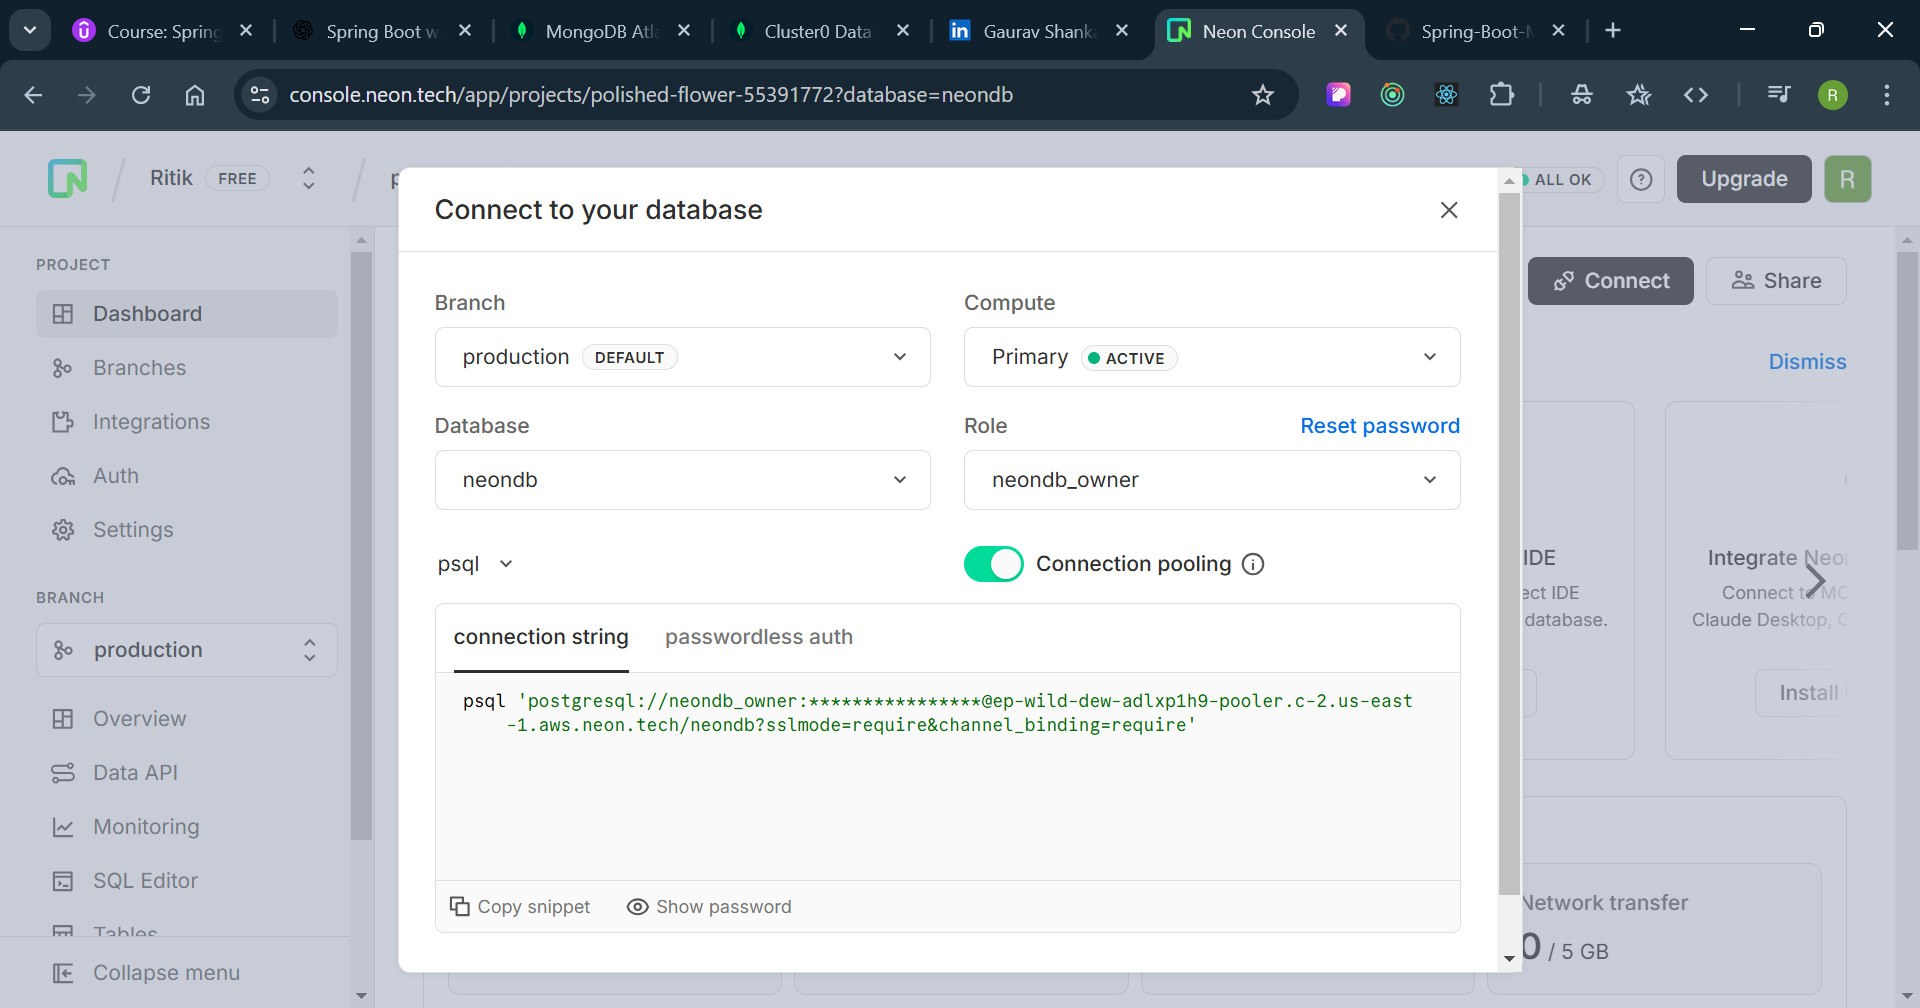 Course: Spring
Spring Boot w
MongoDB Atla
Cluster0 Data
Gaurav Shanka
Neon Console
Spring-Boot-M
console.neon.tech/app/projects/polished-flower-55391772?database=neondb
R
Ritik FREE
ALL OK
Upgrade
R
Connect to your database
PROJECT
Dashboard
Branches
Integrations
Auth
Settings
BRANCH
production
Overview
Data API
Monitoring
SQL Editor
Tables
Collapse menu
Connect
Share
Dismiss
Branch
Compute
production DEFAULT
Primary ACTIVE
Database
Role
Reset password
neondb
neondb_owner
psql
Connection pooling
connection string
passwordless auth
psql 'postgresql://neondb_owner:****************@ep-wild-dew-adlxp1h9-pooler.c-2.us-east
-1.aws.neon.tech/neondb?sslmode=require&channel_binding=require'
Copy snippet
Show password
IDE
ect IDE
database.
Integrate Neon
Connect to MC
Claude Desktop, C
Install
Network transfer
0 / 5 GB